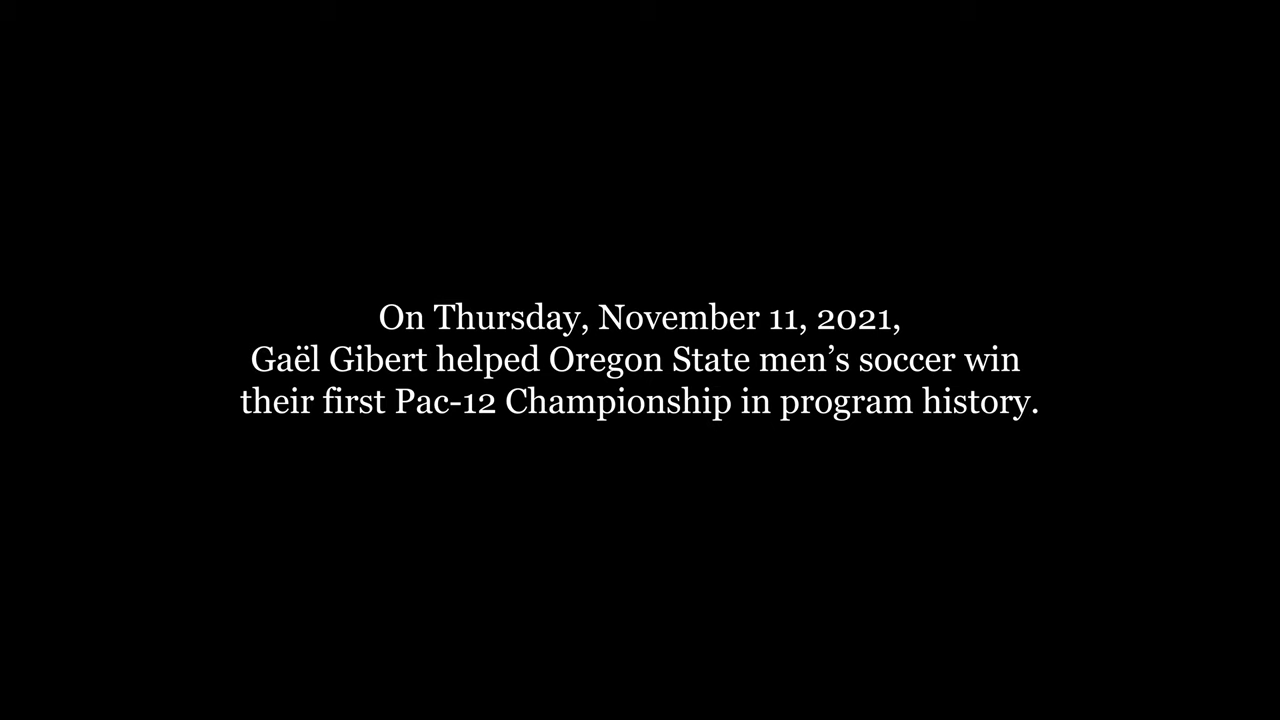 On Thursday, November 11, 2021,
Gaël Gibert helped Oregon State men’s soccer win
their first Pac-12 Championship in program history.